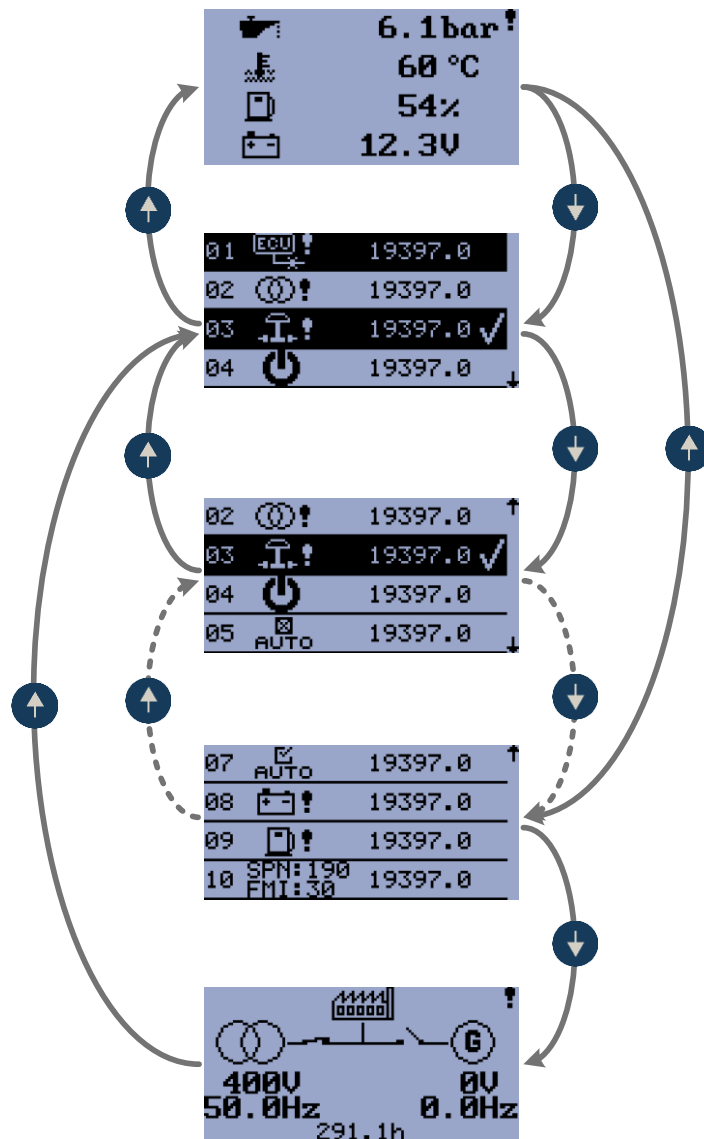 6.1bar
60 °C
54%
12.3V
01 ECU 19397.0
02 19397.0
03 19397.0
04 19397.0
02 19397.0
03 19397.0
04 19397.0
05 AUTO 19397.0
07 AUTO 19397.0
08 19397.0
09 19397.0
10 SPN:190 19397.0
FMI:30
G
400V 0V
50.0Hz 0.0Hz
291.1h